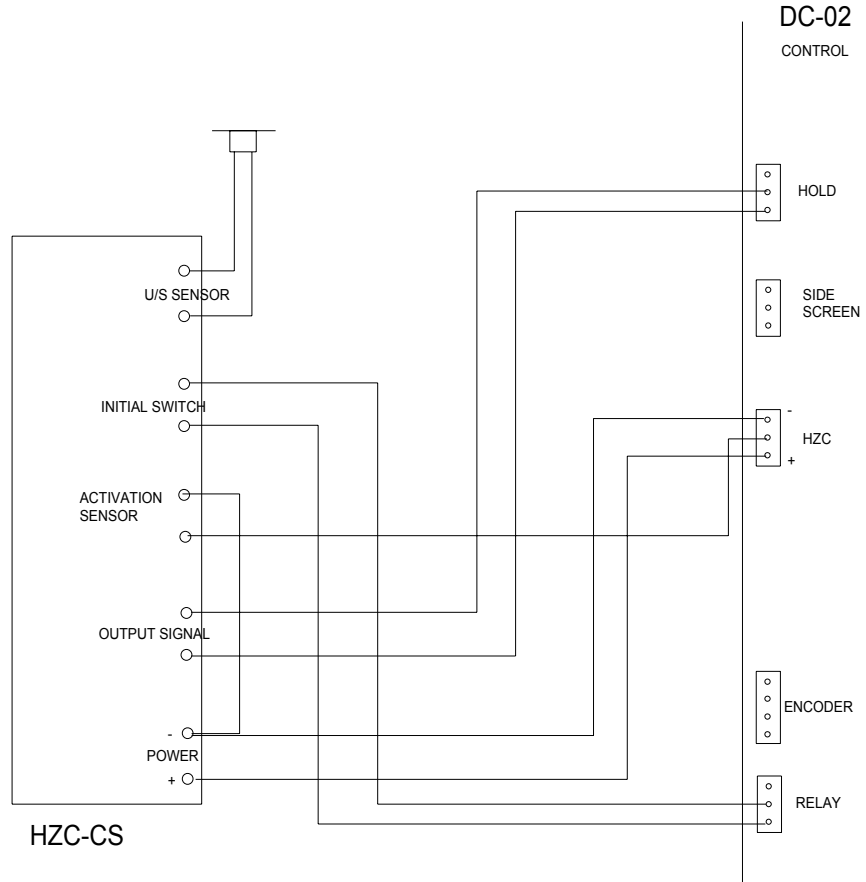 DC-02
CONTROL
HOLD
U/S SENSOR
SIDE
SCREEN
INITIAL SWITCH
-
HZC
+
ACTIVATION
SENSOR
OUTPUT SIGNAL
ENCODER
-
POWER
+
RELAY
HZC-CS